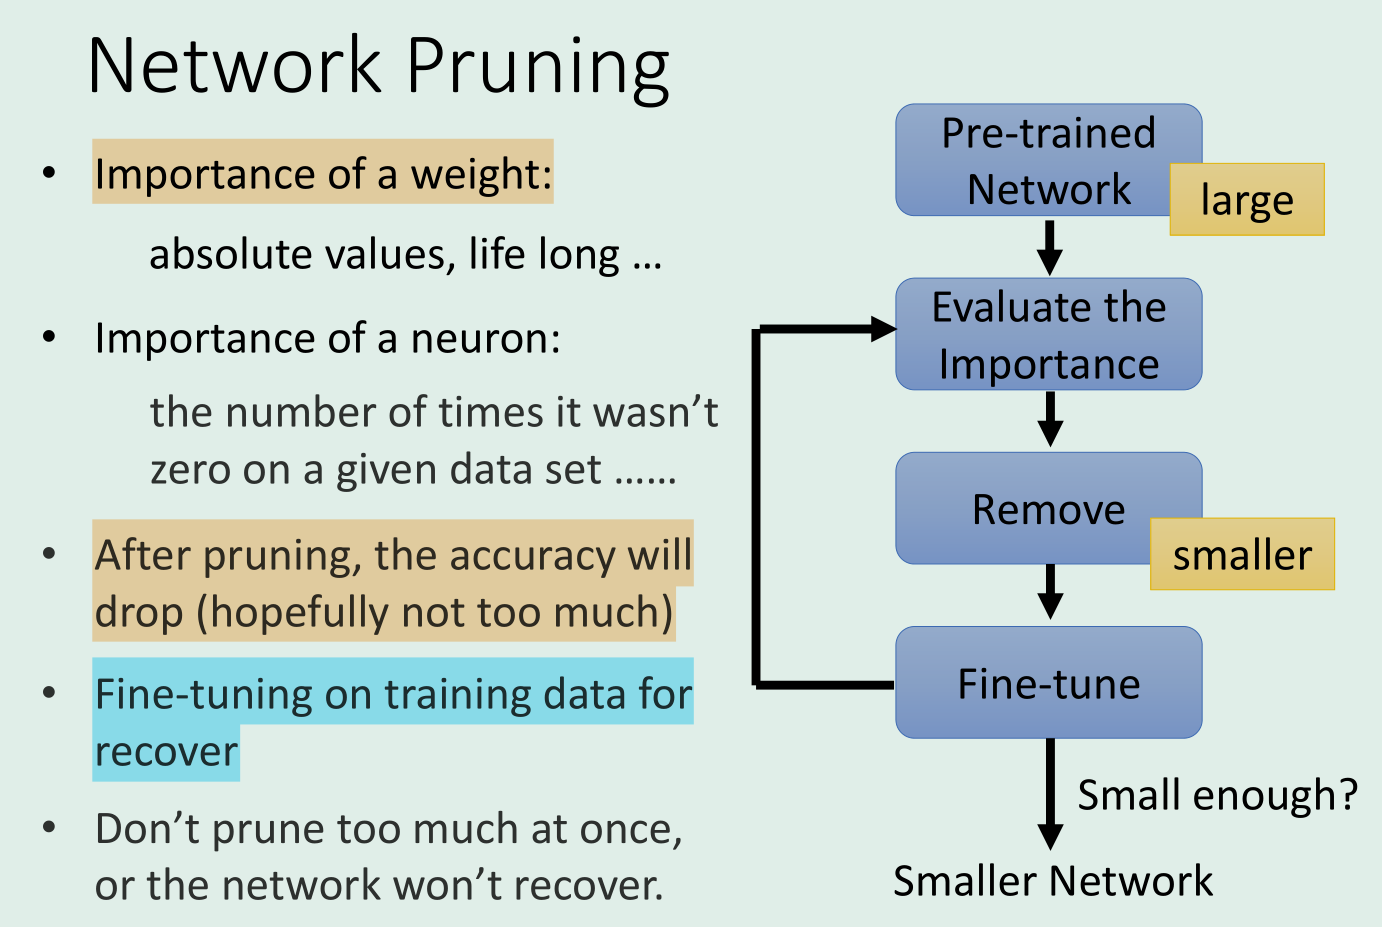 Network Pruning
• Importance of a weight:
absolute values, life long …
• Importance of a neuron:
the number of times it wasn’t
zero on a given data set ……
• After pruning, the accuracy will
drop (hopefully not too much)
• Fine-tuning on training data for
recover
• Don’t prune too much at once,
or the network won’t recover.
Pre-trained
Network
large
Evaluate the
Importance
Remove
smaller
Fine-tune
Small enough?
Smaller Network